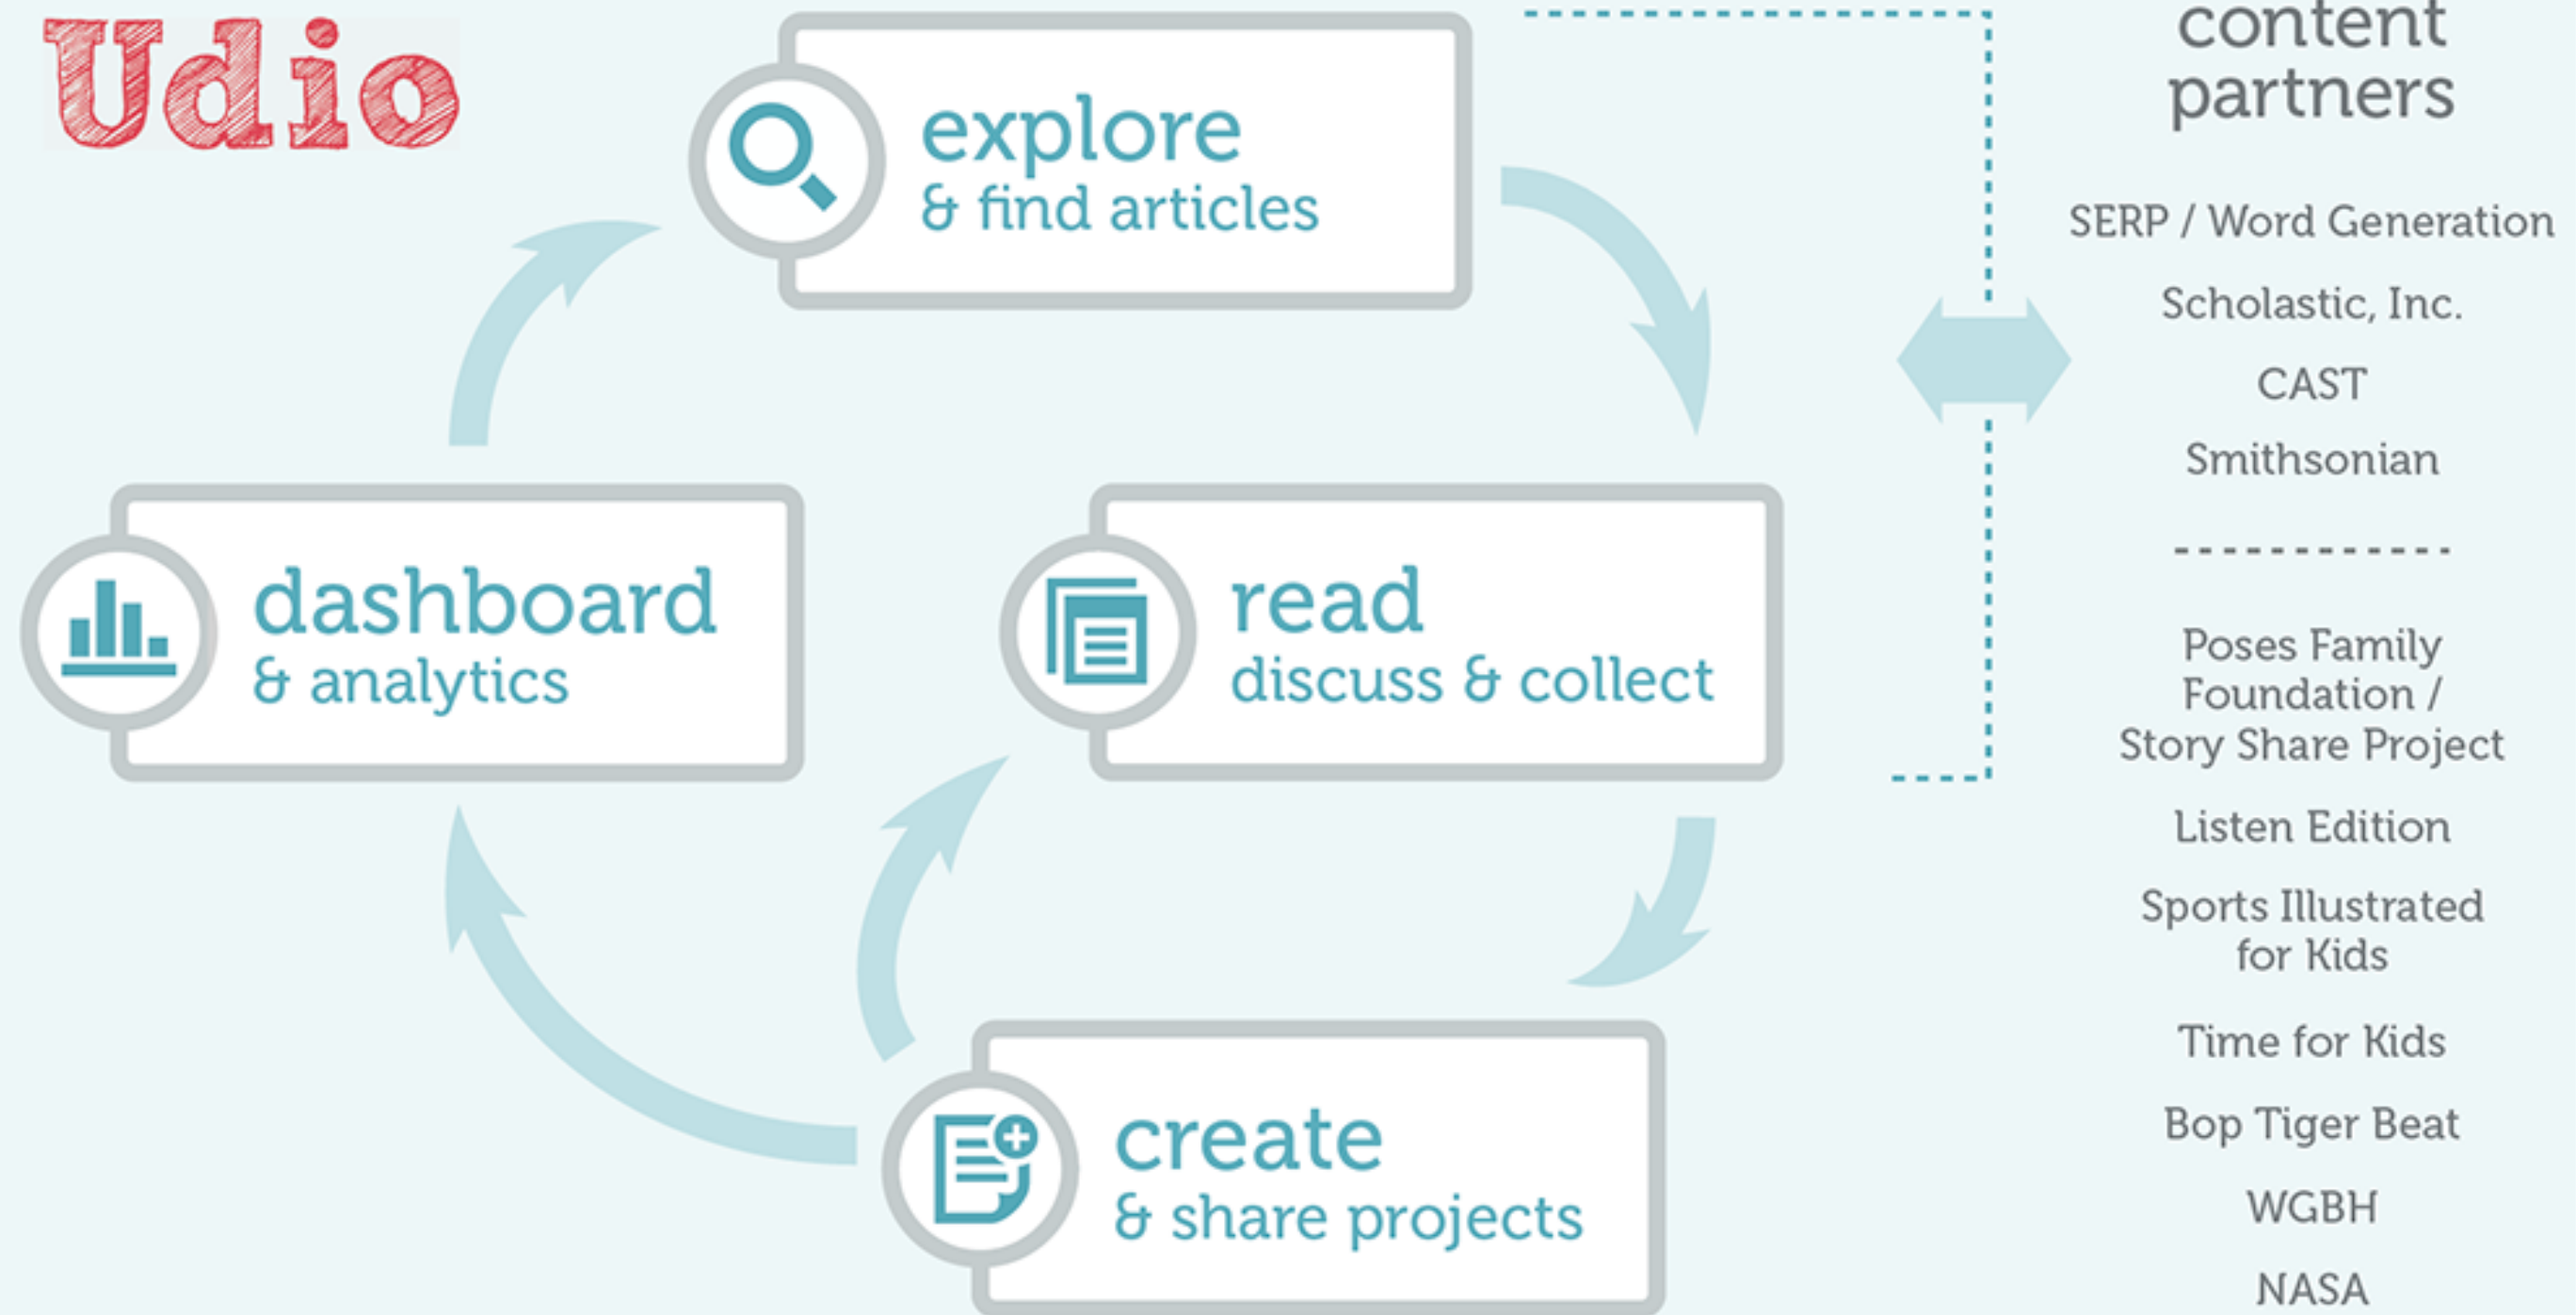 Udio
explore
& find articles
dashboard
& analytics
read
discuss & collect
create
& share projects
content
partners
SERP / Word Generation
Scholastic, Inc.
CAST
Smithsonian
Poses Family
Foundation /
Story Share Project
Listen Edition
Sports Illustrated
for Kids
Time for Kids
Bop Tiger Beat
WGBH
NASA